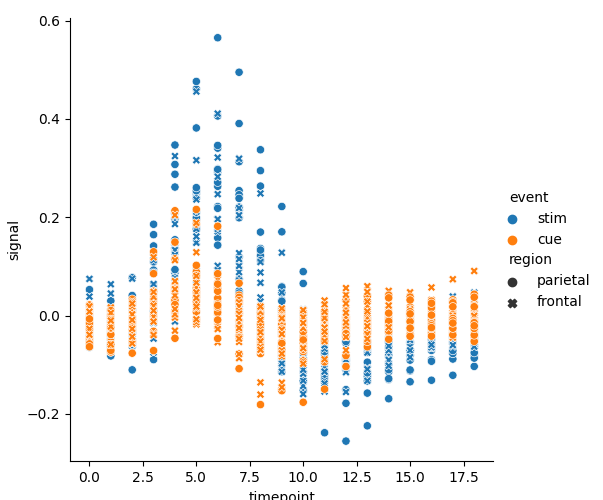 0.6
0.4
0.2
0.0
−0.2
signal
0.0 2.5 5.0 7.5 10.0 12.5 15.0 17.5
timepoint
event
stim
cue
region
parietal
frontal